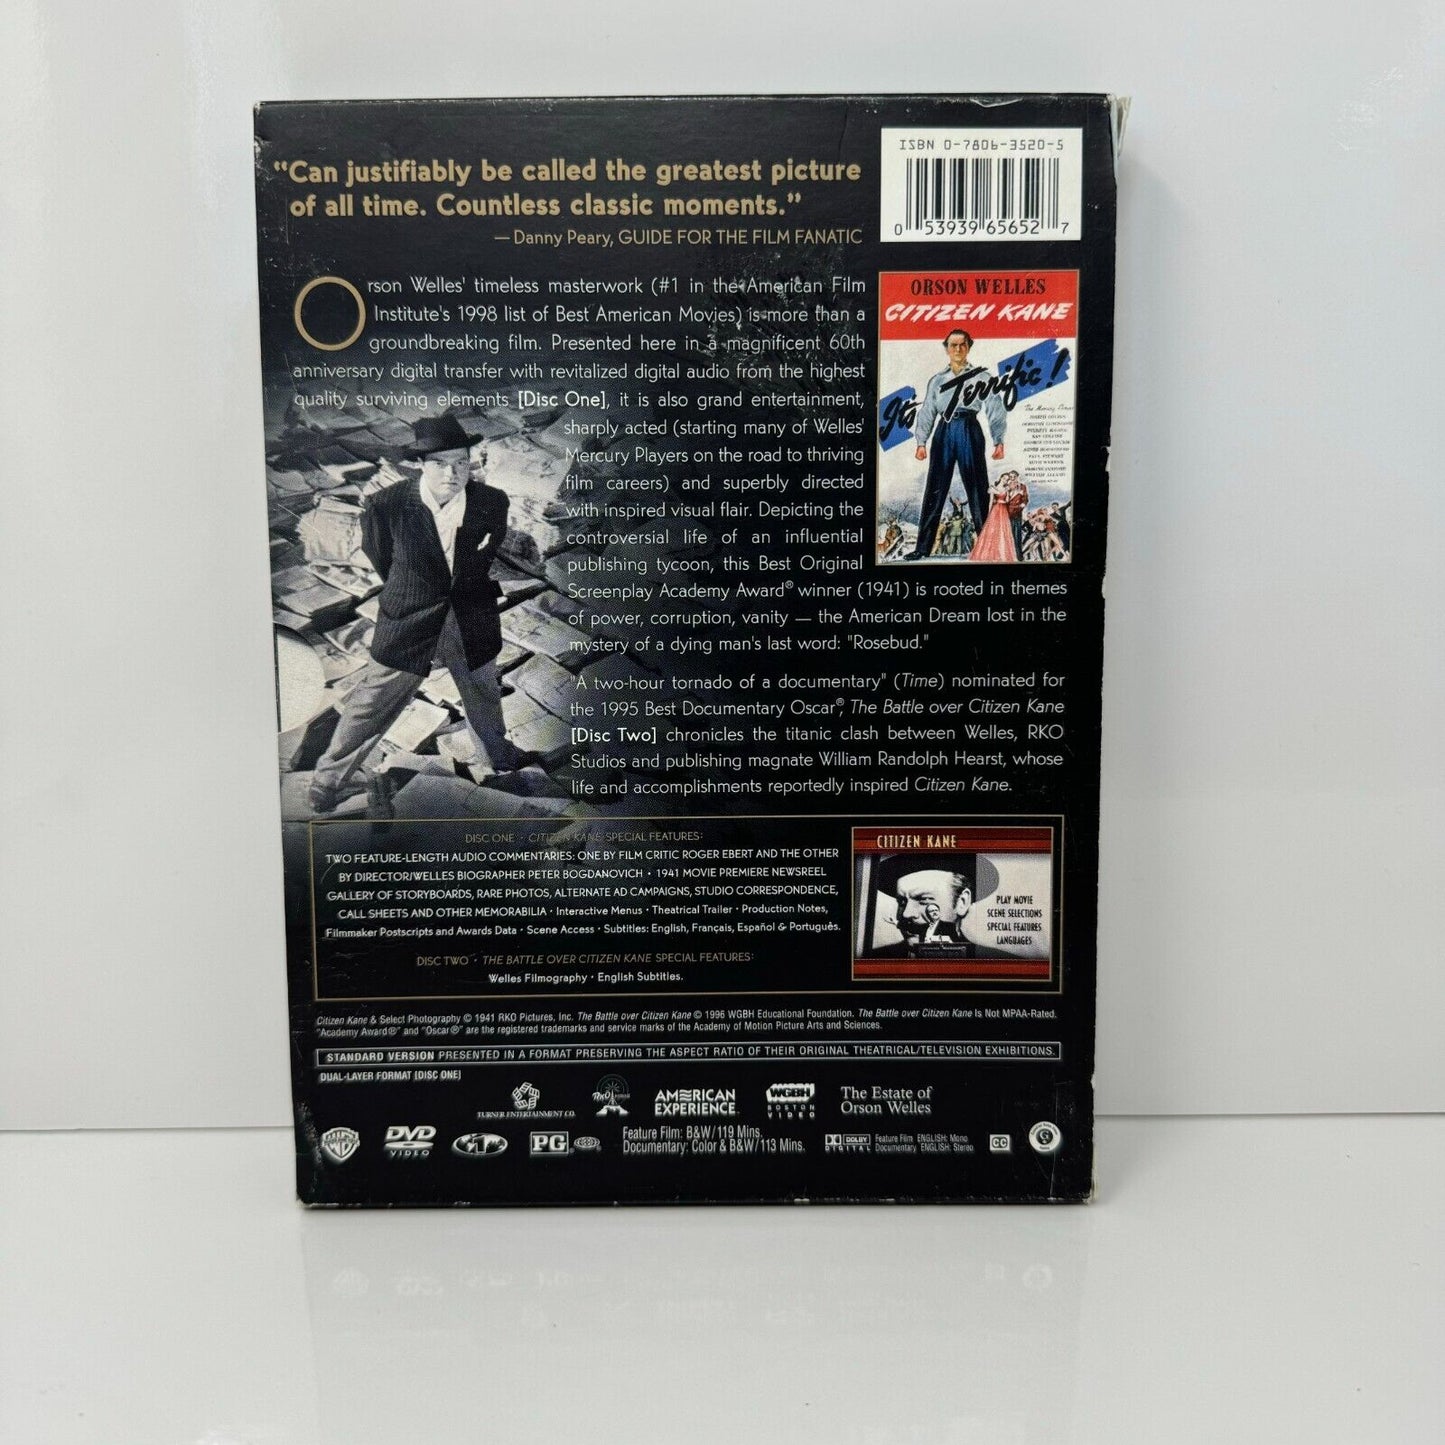 "Can justifiably be called the greatest picture
of all time. Countless classic moments."
— Danny Peary, GUIDE FOR THE FILM FANATIC
ISBN 0-7806-3520-5
0 53939 65652 7
Orson Welles' timeless masterwork (#1 in the American Film
Institute's 1998 list of Best American Movies) is more than a
groundbreaking film. Presented here in a magnificent 60th
anniversary digital transfer with revitalized digital audio from the highest
quality surviving elements [Disc One], it is also grand entertainment,
sharply acted (starting many of Welles'
Mercury Players on the road to thriving
film careers) and superbly directed
with inspired visual flair. Depicting the
controversial life of an influential
publishing tycoon, this Best Original
Screenplay Academy Award® winner (1941) is rooted in themes
of power, corruption, vanity — the American Dream lost in the
mystery of a dying man's last word: "Rosebud."
ORSON WELLES
CITIZEN KANE
It's Terrific!
"A two-hour tornado of a documentary" (Time) nominated for
the 1995 Best Documentary Oscar®, The Battle over Citizen Kane
[Disc Two] chronicles the titanic clash between Welles, RKO
Studios and publishing magnate William Randolph Hearst, whose
life and accomplishments reportedly inspired Citizen Kane.
DISC ONE · CITIZEN KANE SPECIAL FEATURES:
TWO FEATURE-LENGTH AUDIO COMMENTARIES: ONE BY FILM CRITIC ROGER EBERT AND THE OTHER
BY DIRECTOR/WELLES BIOGRAPHER PETER BOGDANOVICH · 1941 MOVIE PREMIERE NEWSREEL
GALLERY OF STORYBOARDS, RARE PHOTOS, ALTERNATE AD CAMPAIGNS, STUDIO CORRESPONDENCE,
CALL SHEETS AND OTHER MEMORABILIA · Interactive Menus · Theatrical Trailer · Production Notes,
Filmmaker Postscripts and Awards Data · Scene Access · Subtitles: English, Français, Español & Português.
DISC TWO · THE BATTLE OVER CITIZEN KANE SPECIAL FEATURES:
Welles Filmography · English Subtitles.
CITIZEN KANE
PLAY MOVIE
SCENE SELECTIONS
SPECIAL FEATURES
LANGUAGES
Citizen Kane & Select Photography © 1941 RKO Pictures, Inc. The Battle over Citizen Kane © 1996 WGBH Educational Foundation. The Battle over Citizen Kane Is Not MPAA-Rated.
"Academy Award®" and "Oscar®" are the registered trademarks and service marks of the Academy of Motion Picture Arts and Sciences.
STANDARD VERSION PRESENTED IN A FORMAT PRESERVING THE ASPECT RATIO OF THEIR ORIGINAL THEATRICAL/TELEVISION EXHIBITIONS.
DUAL-LAYER FORMAT [DISC ONE]
TURNER ENTERTAINMENT CO.
RKO
AMERICAN
EXPERIENCE
WGBH
BOSTON
VIDEO
The Estate of
Orson Welles
DVD
VIDEO
1
PG
Feature Film: B&W/119 Mins.
Documentary: Color & B&W/113 Mins.
DOLBY
DIGITAL
Feature Film ENGLISH: Mono
Documentary ENGLISH: Stereo
CC